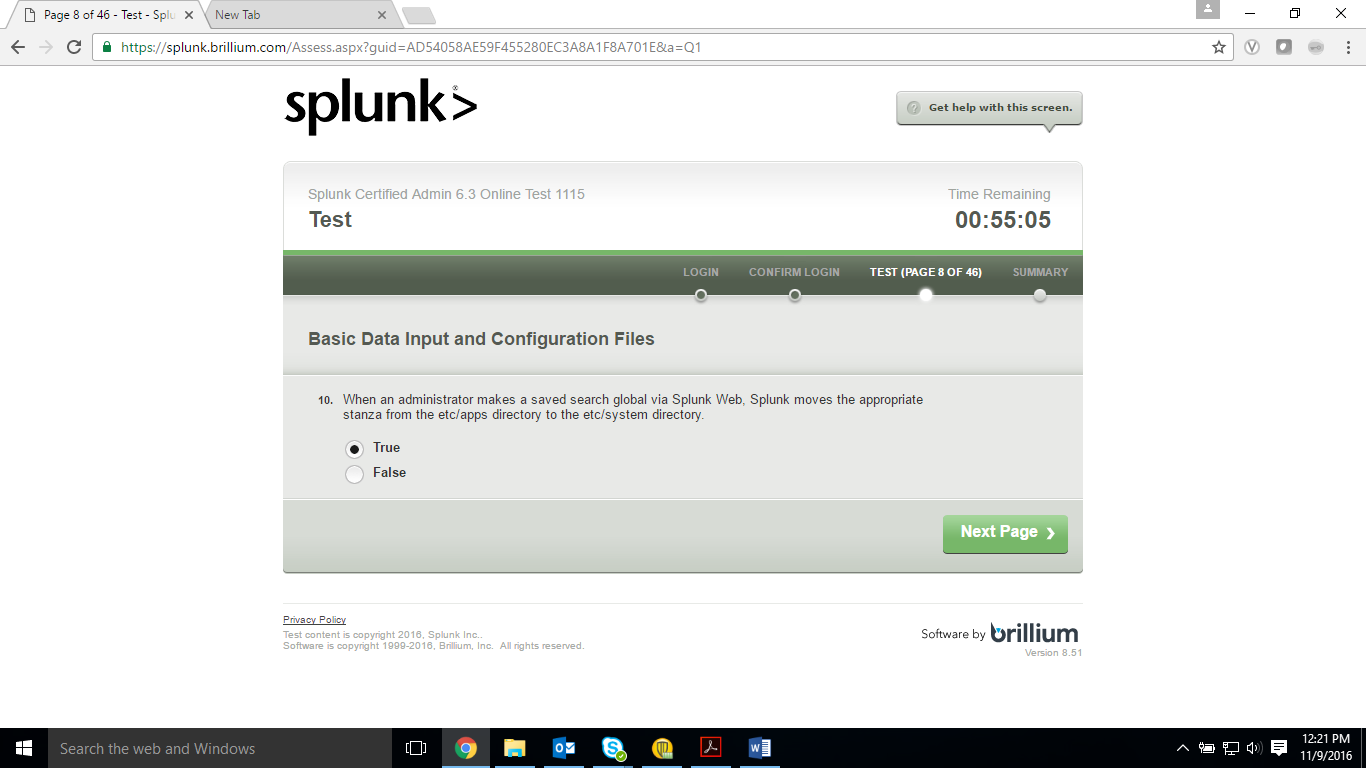 Page 8 of 46 - Test - Splu
New Tab
https://splunk.brillium.com/Assess.aspx?guid=AD54058AE59F455280EC3A8A1F8A701E&a=Q1
splunk>
Get help with this screen.
Splunk Certified Admin 6.3 Online Test 1115
Time Remaining
Test
00:55:05
LOGIN CONFIRM LOGIN TEST (PAGE 8 OF 46) SUMMARY
Basic Data Input and Configuration Files
10. When an administrator makes a saved search global via Splunk Web, Splunk moves the appropriate
stanza from the etc/apps directory to the etc/system directory.
True
False
Next Page
Privacy Policy
Test content is copyright 2016, Splunk Inc..
Software is copyright 1999-2016, Brillium, Inc. All rights reserved.
Software by brillium
Version 8.51
Search the web and Windows
12:21 PM
11/9/2016